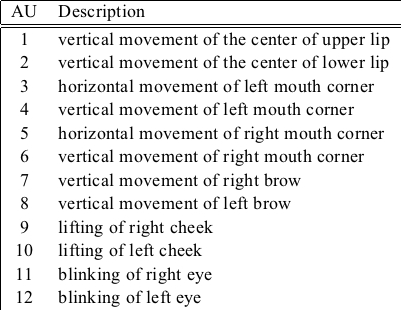 AU Description
1 vertical movement of the center of upper lip
2 vertical movement of the center of lower lip
3 horizontal movement of left mouth corner
4 vertical movement of left mouth corner
5 horizontal movement of right mouth corner
6 vertical movement of right mouth corner
7 vertical movement of right brow
8 vertical movement of left brow
9 lifting of right cheek
10 lifting of left cheek
11 blinking of right eye
12 blinking of left eye